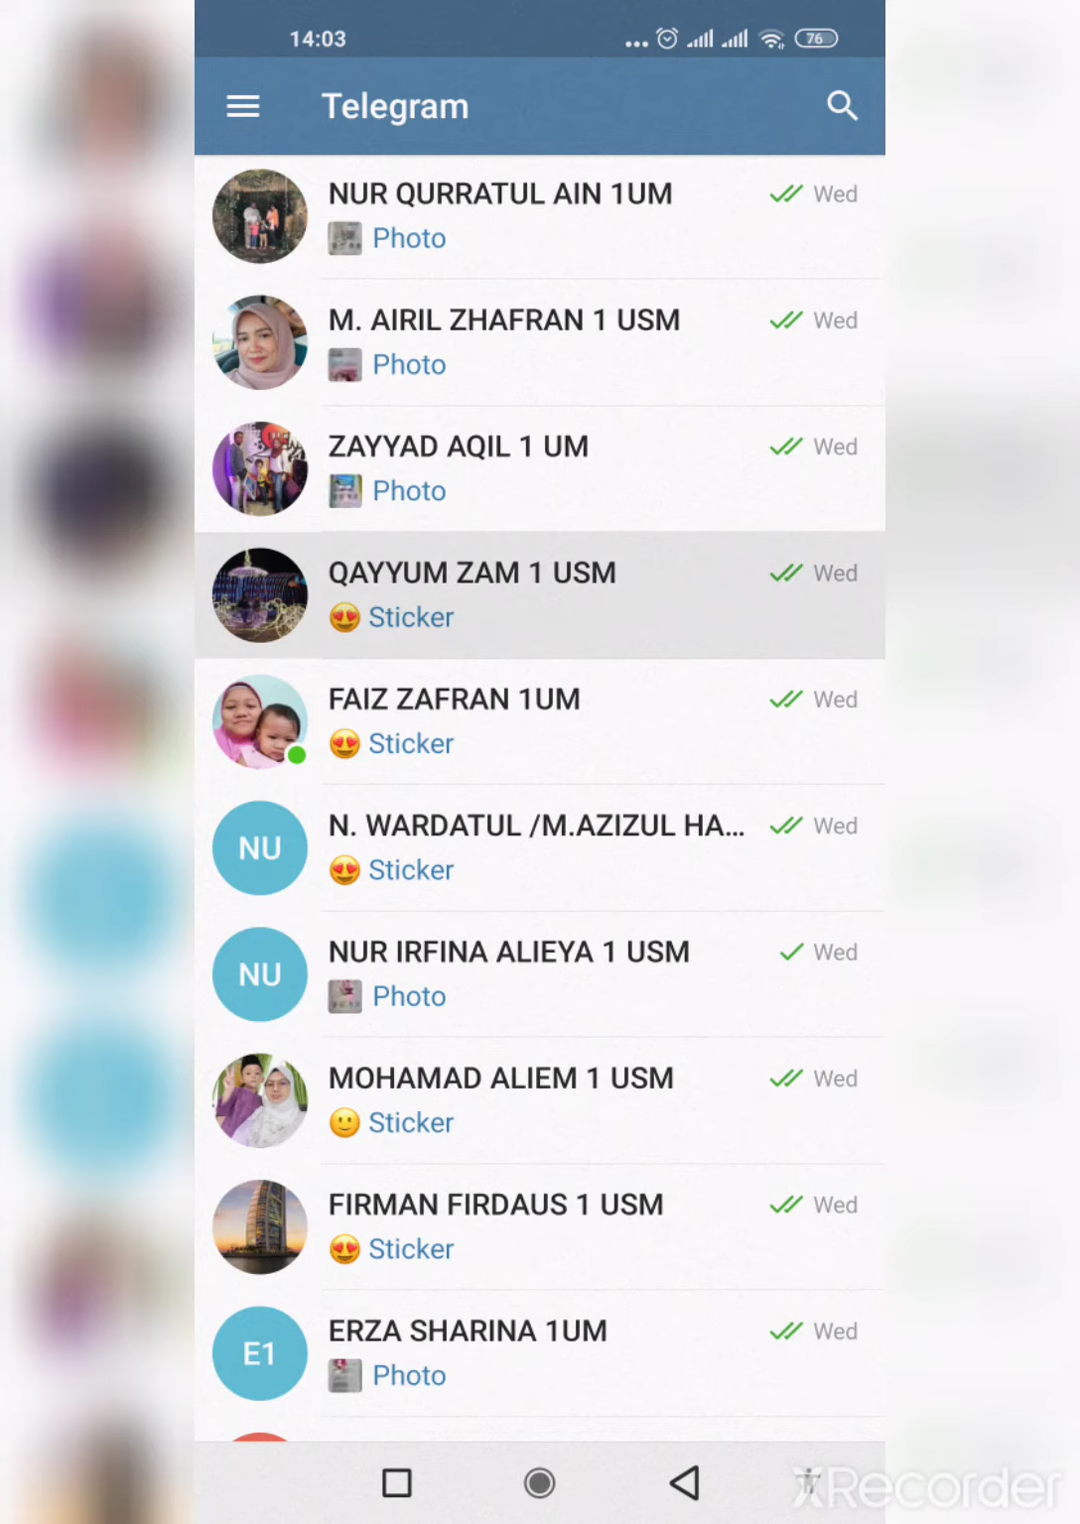 14:03
76
Telegram
NUR QURRATUL AIN 1UM
Wed
Photo
M. AIRIL ZHAFRAN 1 USM
Wed
Photo
ZAYYAD AQIL 1 UM
Wed
Photo
QAYYUM ZAM 1 USM
Wed
Sticker
FAIZ ZAFRAN 1UM
Wed
Sticker
NU
N. WARDATUL /M.AZIZUL HA...
Wed
Sticker
NU
NUR IRFINA ALIEYA 1 USM
Wed
Photo
MOHAMAD ALIEM 1 USM
Wed
Sticker
FIRMAN FIRDAUS 1 USM
Wed
Sticker
E1
ERZA SHARINA 1UM
Wed
Photo
XRecorder